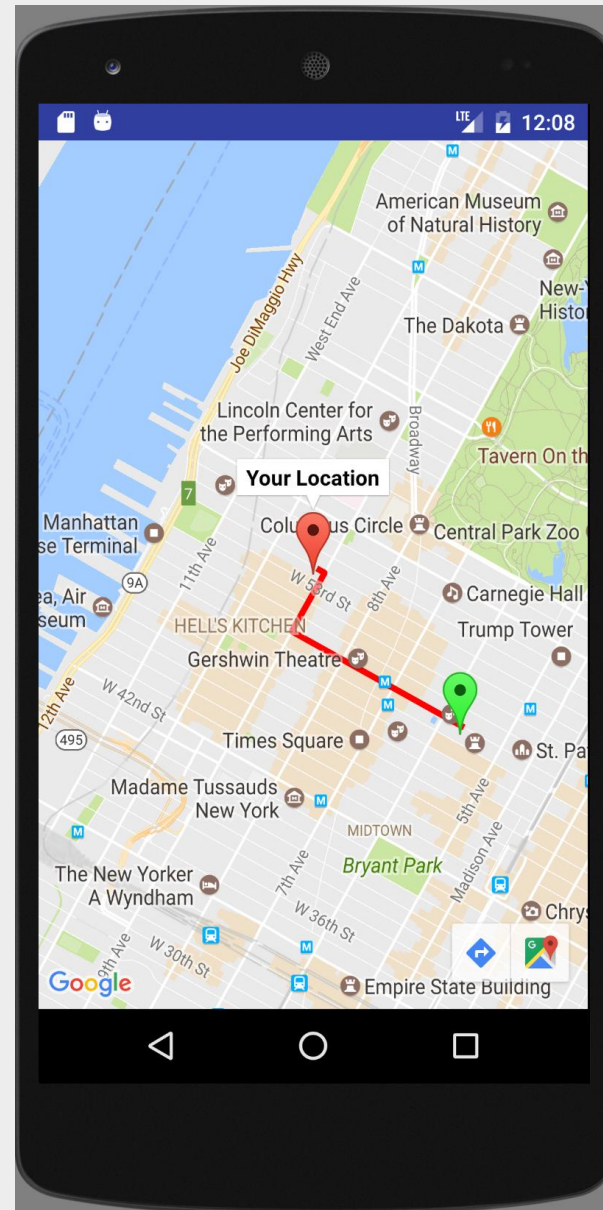 LTE
12:08
M
American Museum
of Natural History
M
New-Y
Histo
Joe DiMaggio Hwy
West End Ave
The Dakota
Lincoln Center for
the Performing Arts
Broadway
Tavern On th
Your Location
7
Manhattan
se Terminal
11th Ave
Columbus Circle
Central Park Zoo
9A
ea, Air
seum
W 53rd St
8th Ave
Carnegie Hall
HELL'S KITCHEN
Trump Tower
Gershwin Theatre
12th Ave
W 42nd St
M
M
M
495
Times Square
St. Pa
Madame Tussauds
New York
M
5th Ave
M
MIDTOWN
Madison Ave
The New Yorker
A Wyndham
7th Ave
Bryant Park
W 36th St
Chrys
9th Ave
W 30th St
M
G
Google
Empire State Building